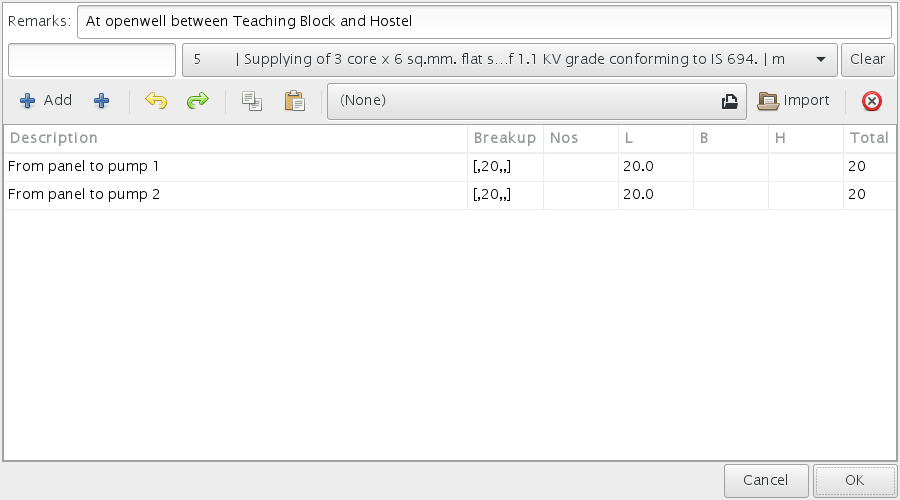 Remarks: At openwell between Teaching Block and Hostel
5 | Supplying of 3 core x 6 sq.mm. flat s...f 1.1 KV grade conforming to IS 694. | m Clear
Add (None) Import
Description Breakup Nos L B H Total
From panel to pump 1 [,20,,] 20.0 20
From panel to pump 2 [,20,,] 20.0 20
Cancel OK